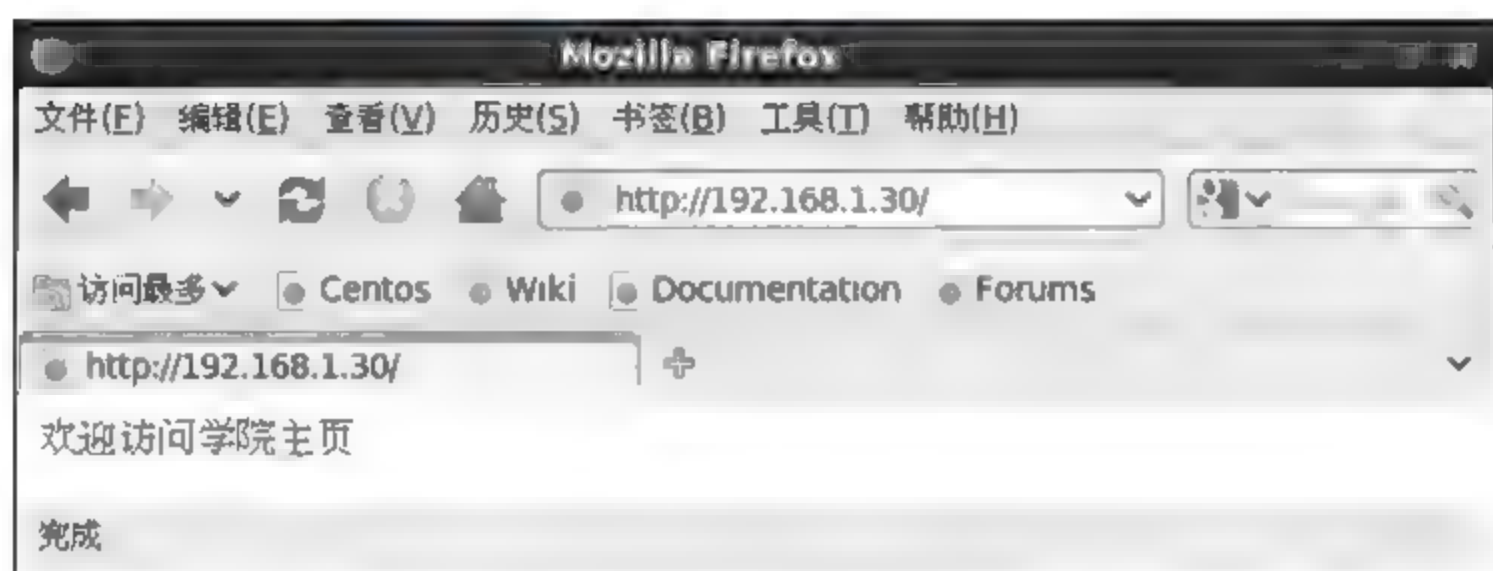 Mozilla Firefox
文件(F) 编辑(E) 查看(V) 历史(S) 书签(B) 工具(T) 帮助(H)
http://192.168.1.30/
访问最多 Centos Wiki Documentation Forums
http://192.168.1.30/
欢迎访问学院主页
完成